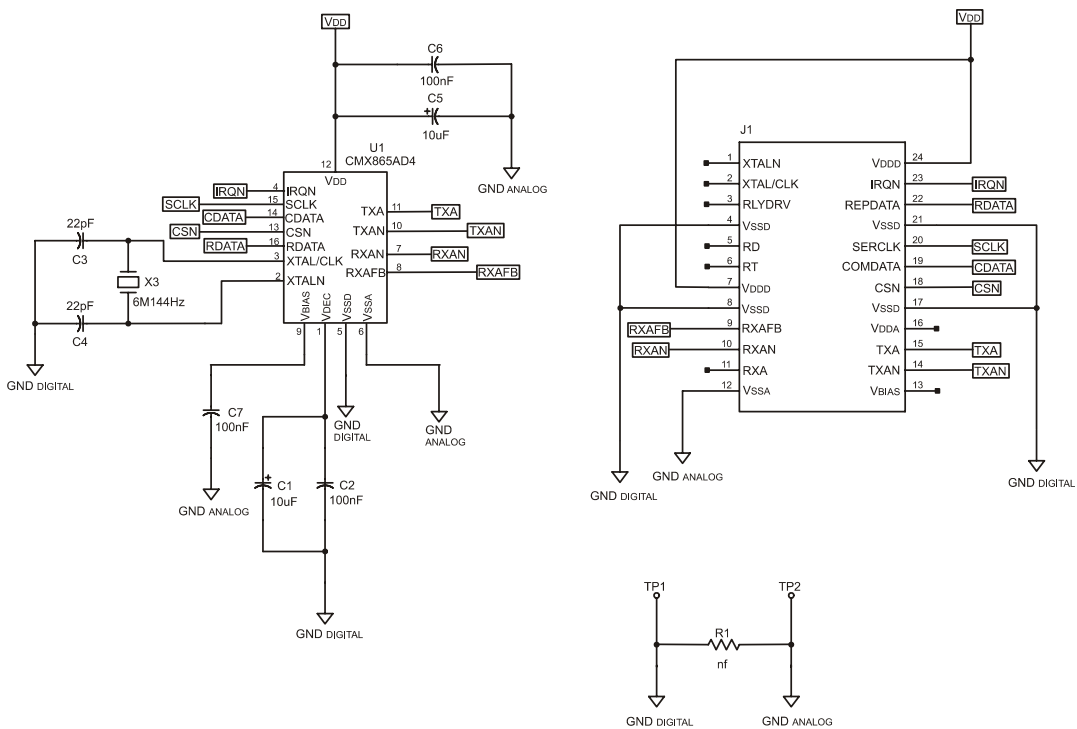 VDD
C6
100nF
C5
10uF
GND ANALOG
U1
CMX865AD4
12
VDD
IRQN 4 IRQN
SCLK 15 SCLK
CDATA 14 CDATA
CSN 13 CSN
RDATA 16 RDATA
3 XTAL/CLK
2 XTALN
TXA 11 TXA
TXAN 10 TXAN
RXAN 7 RXAN
RXAFB 8 RXAFB
VBIAS VDEC VSSD VSSA
9 1 5 6
22pF
C3
X3
6M144Hz
22pF
C4
GND DIGITAL
C7
100nF
GND ANALOG
GND
DIGITAL
GND
ANALOG
C1
10uF
C2
100nF
GND DIGITAL
VDD
J1
1 XTALN
2 XTAL/CLK
3 RLYDRV
4 VSSD
5 RD
6 RT
7 VDDD
8 VSSD
RXAFB 9 RXAFB
RXAN 10 RXAN
11 RXA
12 VSSA
VDDD 24
IRQN 23 IRQN
REPDATA 22 RDATA
VSSD 21
SERCLK 20 SCLK
COMDATA 19 CDATA
CSN 18 CSN
VSSD 17
VDDA 16
TXA 15 TXA
TXAN 14 TXAN
VBIAS 13
GND DIGITAL
GND ANALOG
GND DIGITAL
TP1
TP2
R1
nf
GND DIGITAL
GND ANALOG